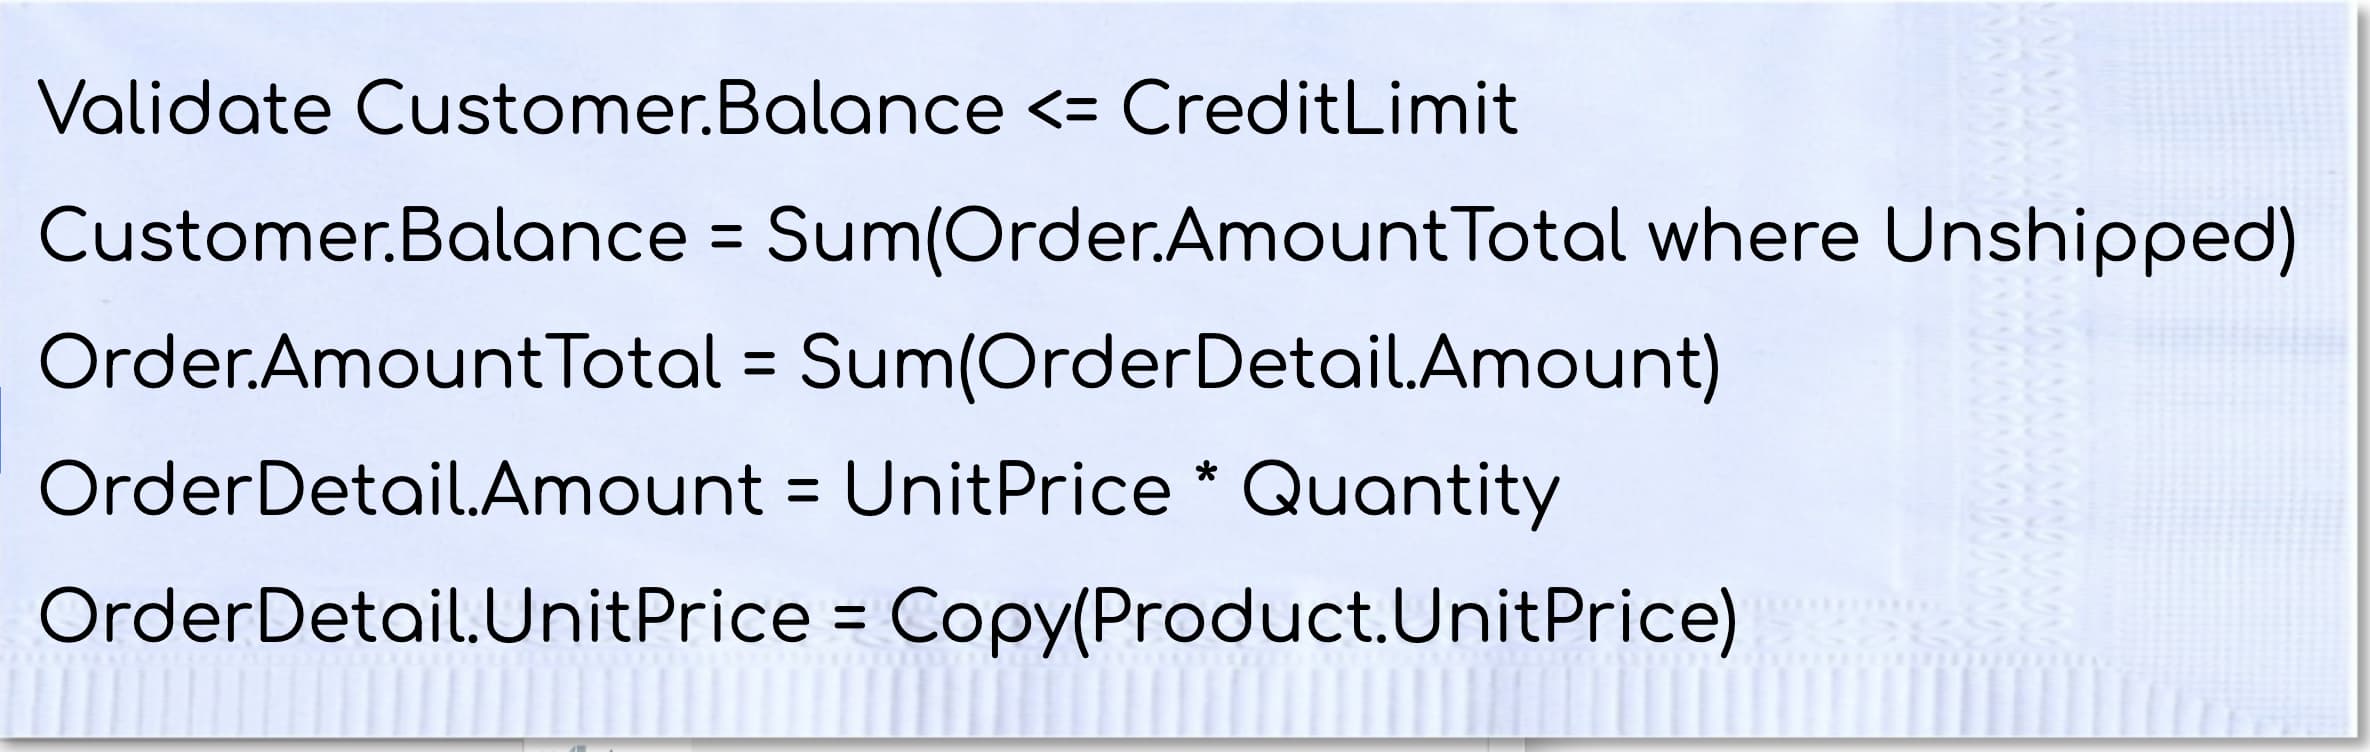 Validate Customer.Balance <= CreditLimit
Customer.Balance = Sum(Order.AmountTotal where Unshipped)
Order.AmountTotal = Sum(OrderDetail.Amount)
OrderDetail.Amount = UnitPrice * Quantity
OrderDetail.UnitPrice = Copy(Product.UnitPrice)